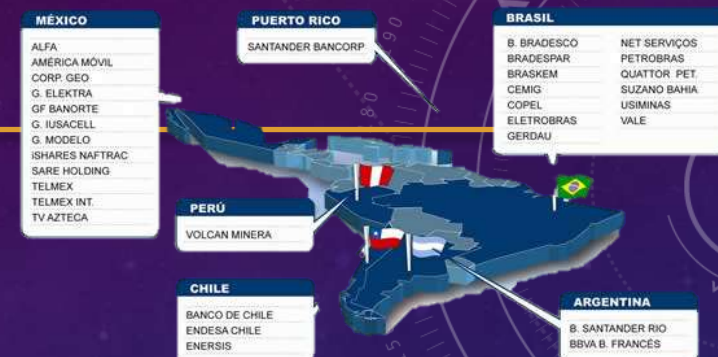 MÉXICO
ALFA
AMÉRICA MÓVIL
CORP. GEO
G. ELEKTRA
GF BANORTE
G. IUSACELL
G. MODELO
iSHARES NAFTRAC
SARE HOLDING
TELMEX
TELMEX INT.
TV AZTECA
PUERTO RICO
SANTANDER BANCORP
BRASIL
B. BRADESCO
BRADESPAR
BRASKEM
CEMIG
COPEL
ELETROBRAS
GERDAU
NET SERVIÇOS
PETROBRAS
QUATTOR PET.
SUZANO BAHIA
USIMINAS
VALE
PERÚ
VOLCAN MINERA
CHILE
BANCO DE CHILE
ENDESA CHILE
ENERSIS
ARGENTINA
B. SANTANDER RIO
BBVA B. FRANCÉS